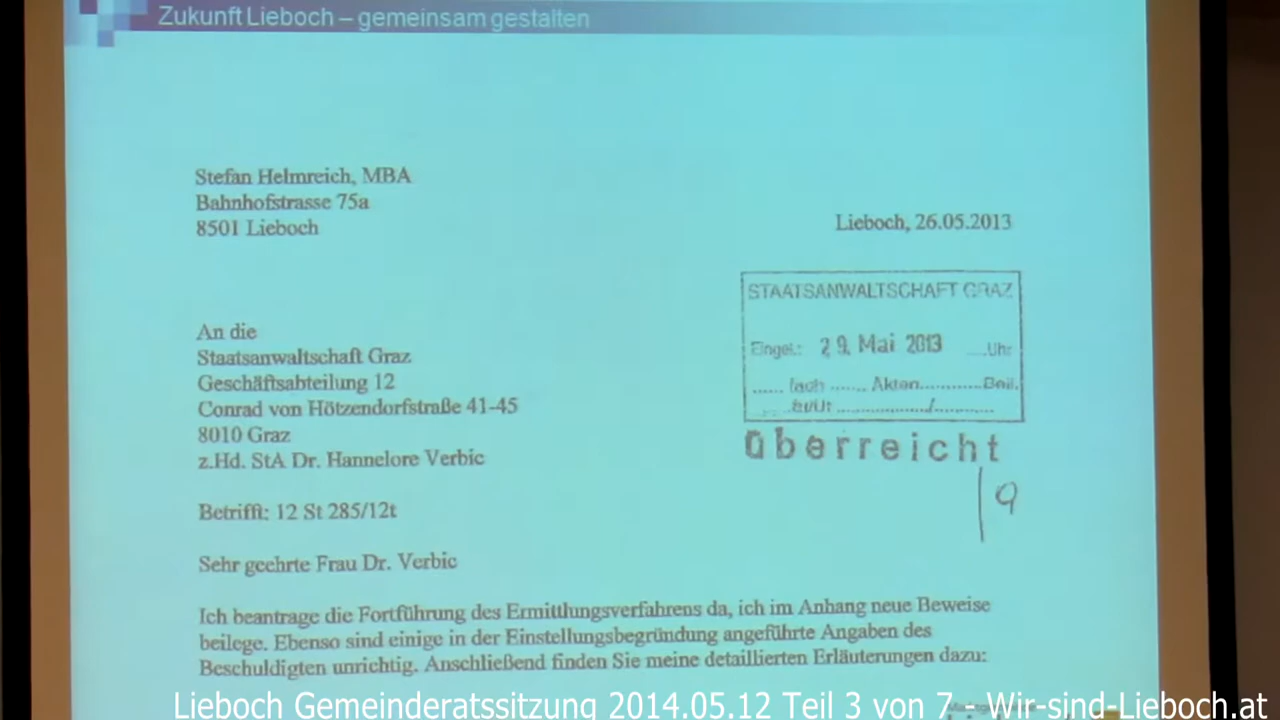 Zukunft Lieboch – gemeinsam gestalten
Stefan Helmreich, MBA
Bahnhofstrasse 75a
8501 Lieboch
Lieboch, 26.05.2013
STAATSANWALTSCHAFT GRAZ
Eingel.: 29. Mai 2013 .....Uhr
...... fach ....... Akten............Beil.
................/............
überreicht
9
An die
Staatsanwaltschaft Graz
Geschäftsabteilung 12
Conrad von Hötzendorfstraße 41-45
8010 Graz
z.Hd. StA Dr. Hannelore Verbic
Betrifft: 12 St 285/12t
Sehr geehrte Frau Dr. Verbic
Ich beantrage die Fortführung des Ermittlungsverfahrens da, ich im Anhang neue Beweise
beilege. Ebenso sind einige in der Einstellungsbegründung angeführte Angaben des
Beschuldigten unrichtig. Anschließend finden Sie meine detaillierten Erläuterungen dazu:
Lieboch Gemeinderatssitzung 2014.05.12 Teil 3 von 7 - Wir-sind-Lieboch.at